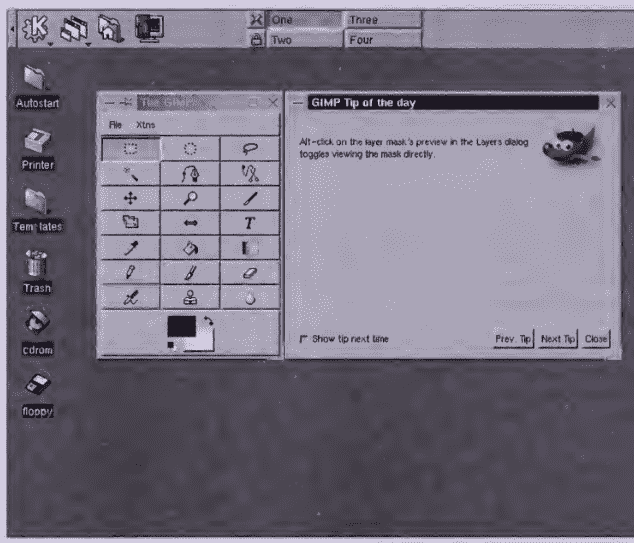 One
Three
Two
Four
Autostart
Printer
Templates
Trash
cdrom
floppy
The GIMP
File Xtns
GIMP Tip of the day
Alt-click on the layer mask's preview in the Layers dialog
toggles viewing the mask directly.
Show tip next time
Prev. Tip
Next Tip
Close